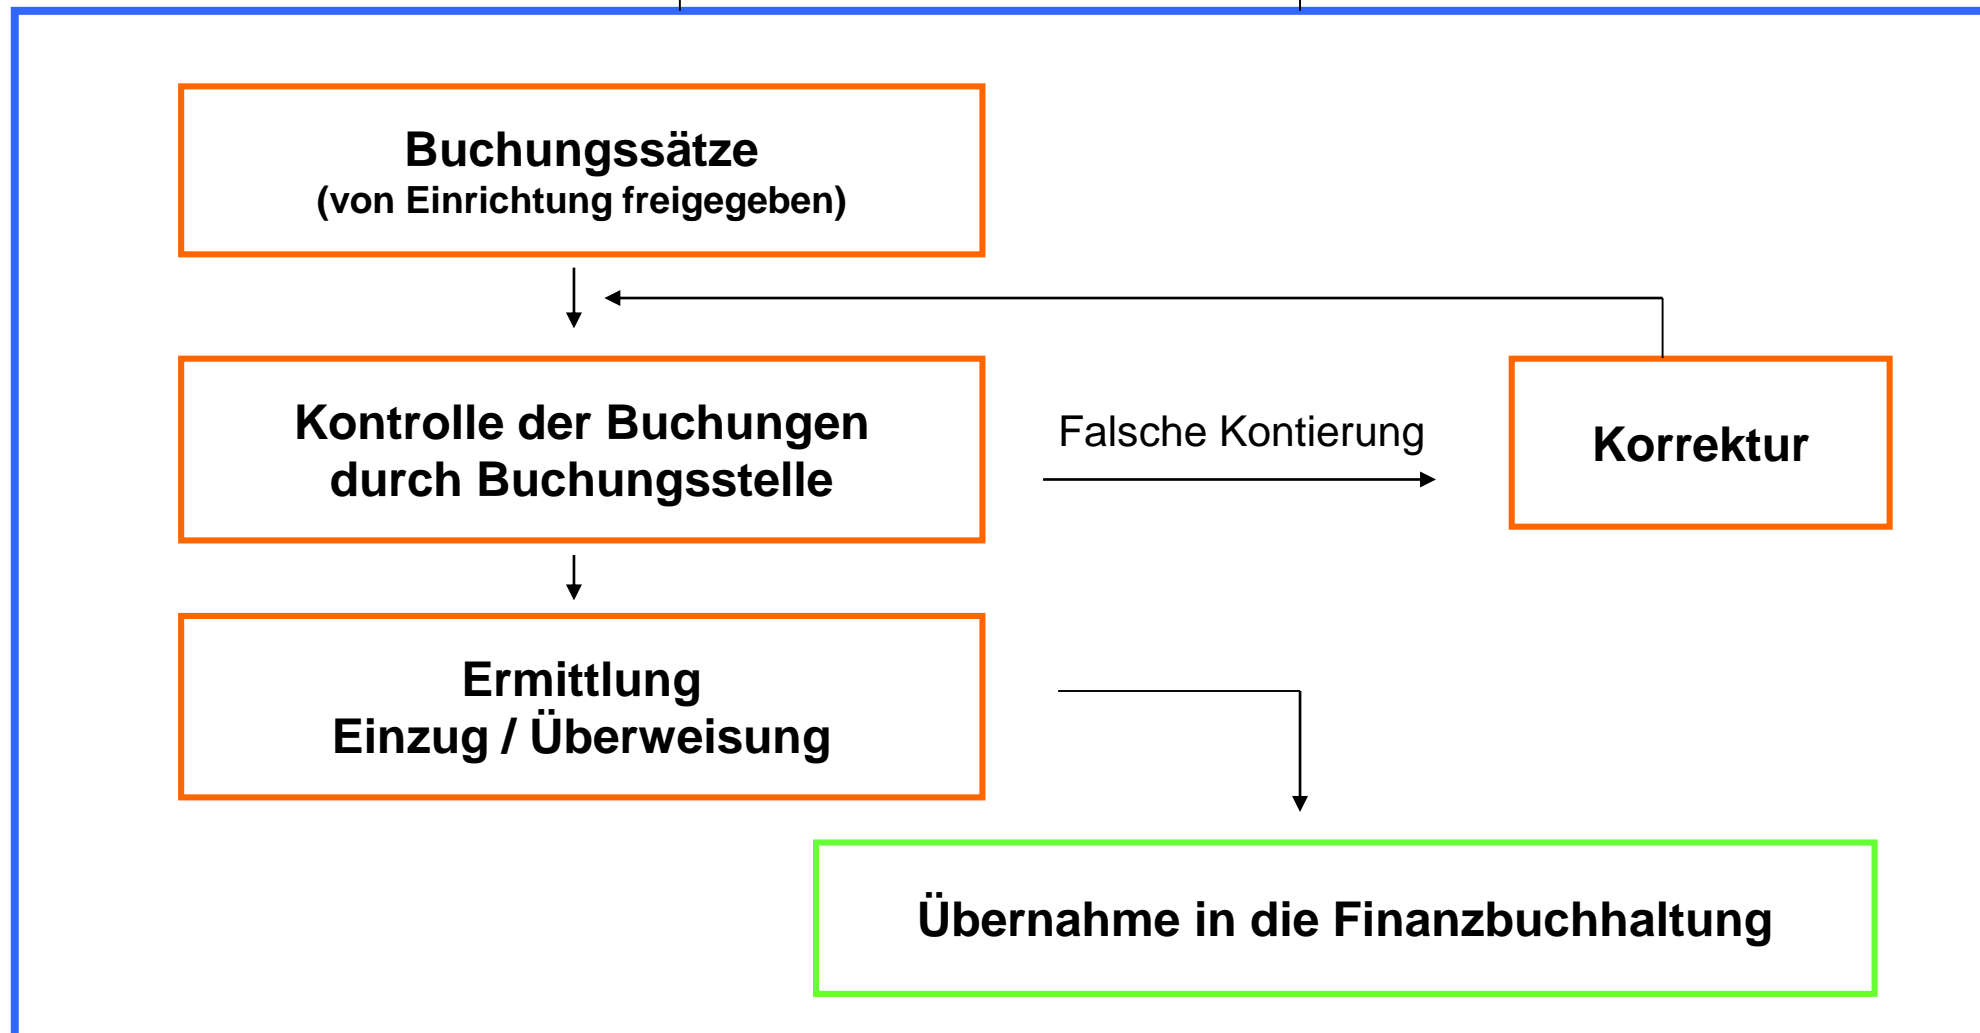 Buchungssätze
(von Einrichtung freigegeben)
Kontrolle der Buchungen
durch Buchungsstelle
Falsche Kontierung
Korrektur
Ermittlung
Einzug / Überweisung
Übernahme in die Finanzbuchhaltung